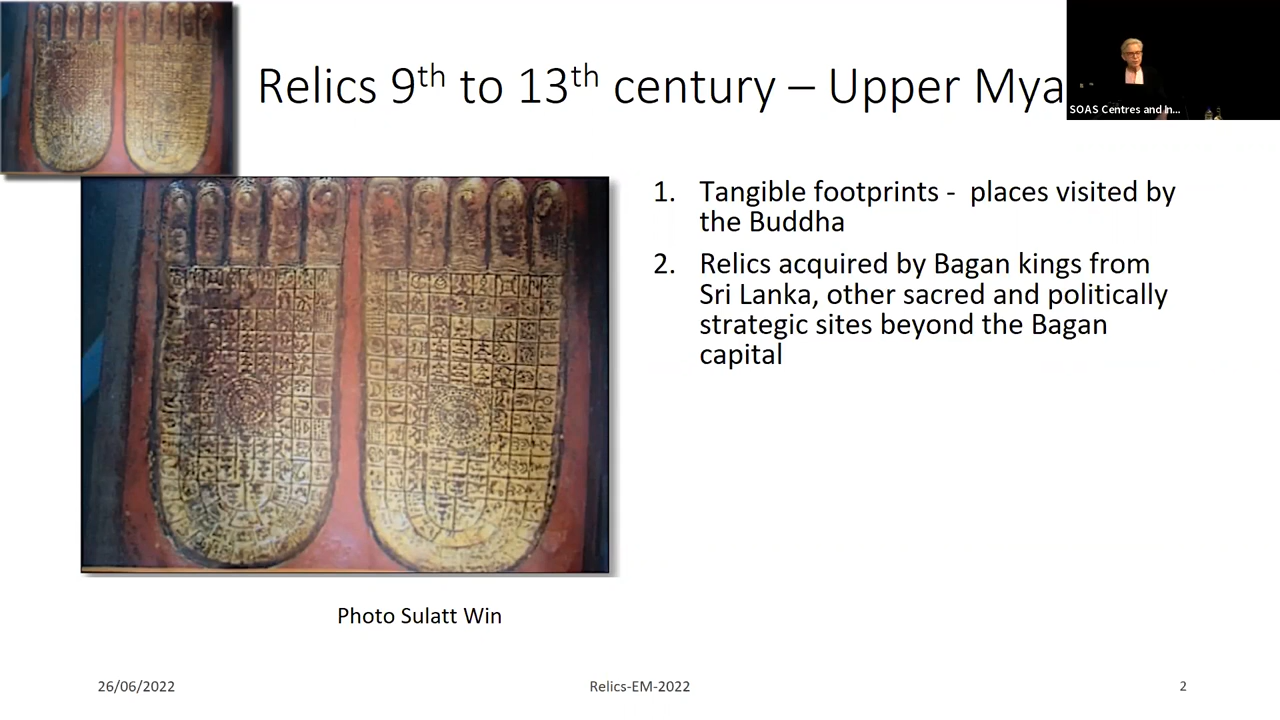 Relics 9th to 13th century – Upper Mya
SOAS Centres and In...
1. Tangible footprints - places visited by
the Buddha
2. Relics acquired by Bagan kings from
Sri Lanka, other sacred and politically
strategic sites beyond the Bagan
capital
Photo Sulatt Win
26/06/2022
Relics-EM-2022
2